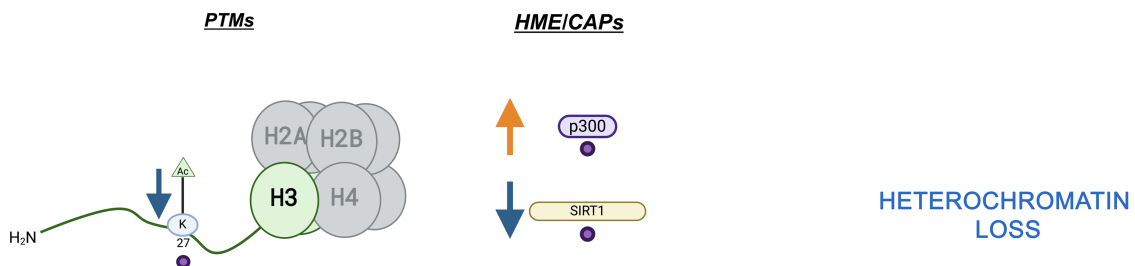 PTMs
HME/CAPs
H2A
H2B
p300
Ac
H3
H4
K
27
H₂N
SIRT1
HETEROCHROMATIN
LOSS